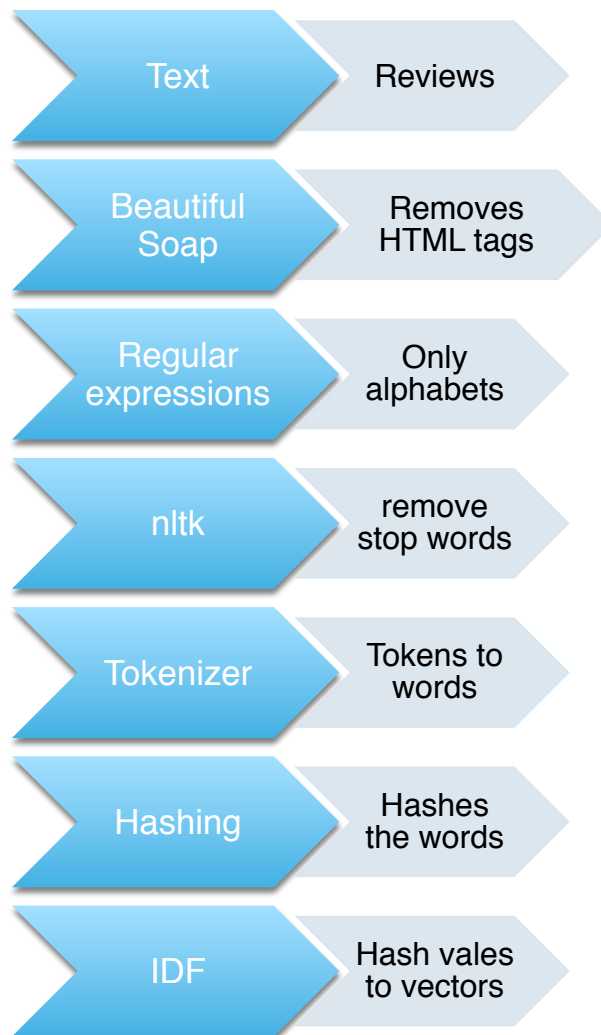 Text
Reviews
Beautiful
Soap
Removes
HTML tags
Regular
expressions
Only
alphabets
nltk
remove
stop words
Tokenizer
Tokens to
words
Hashing
Hashes
the words
IDF
Hash vales
to vectors